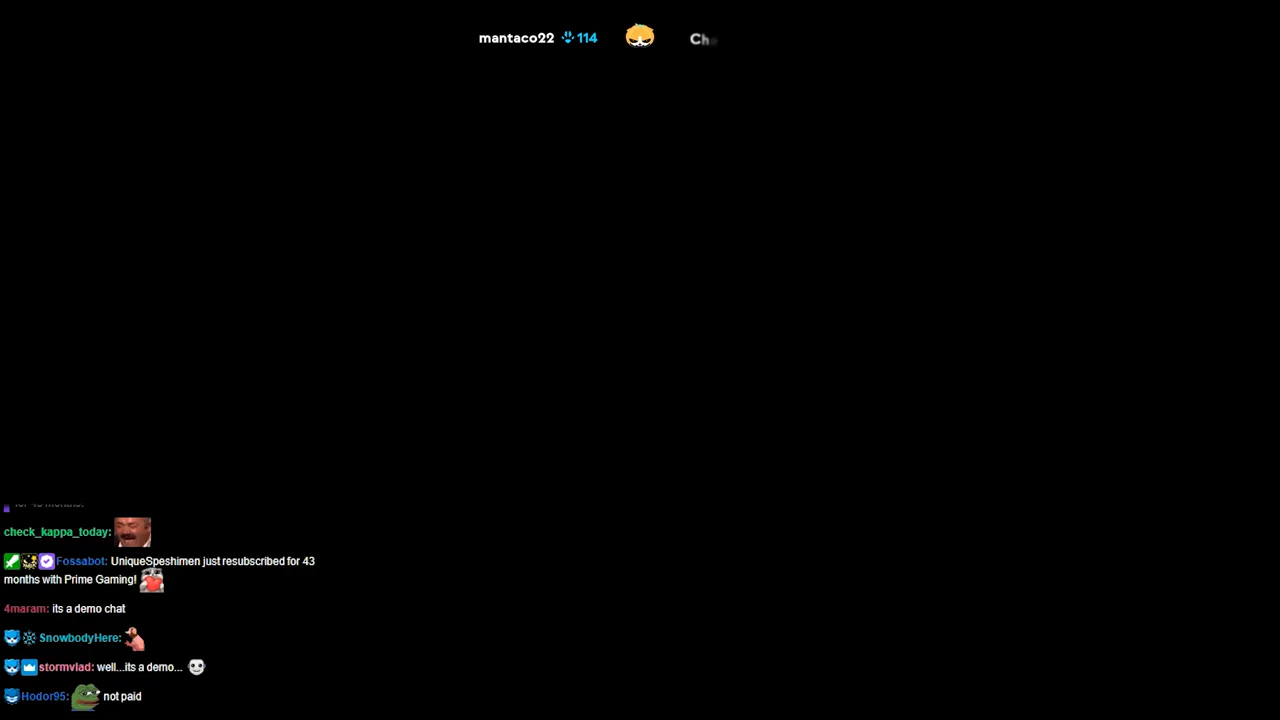 mantaco22 114
check_kappa_today:
Fossabot: UniqueSpeshimen just resubscribed for 43
months with Prime Gaming!
4maram: its a demo chat
SnowbodyHere:
stormvlad: well...its a demo...
Hodor95: not paid